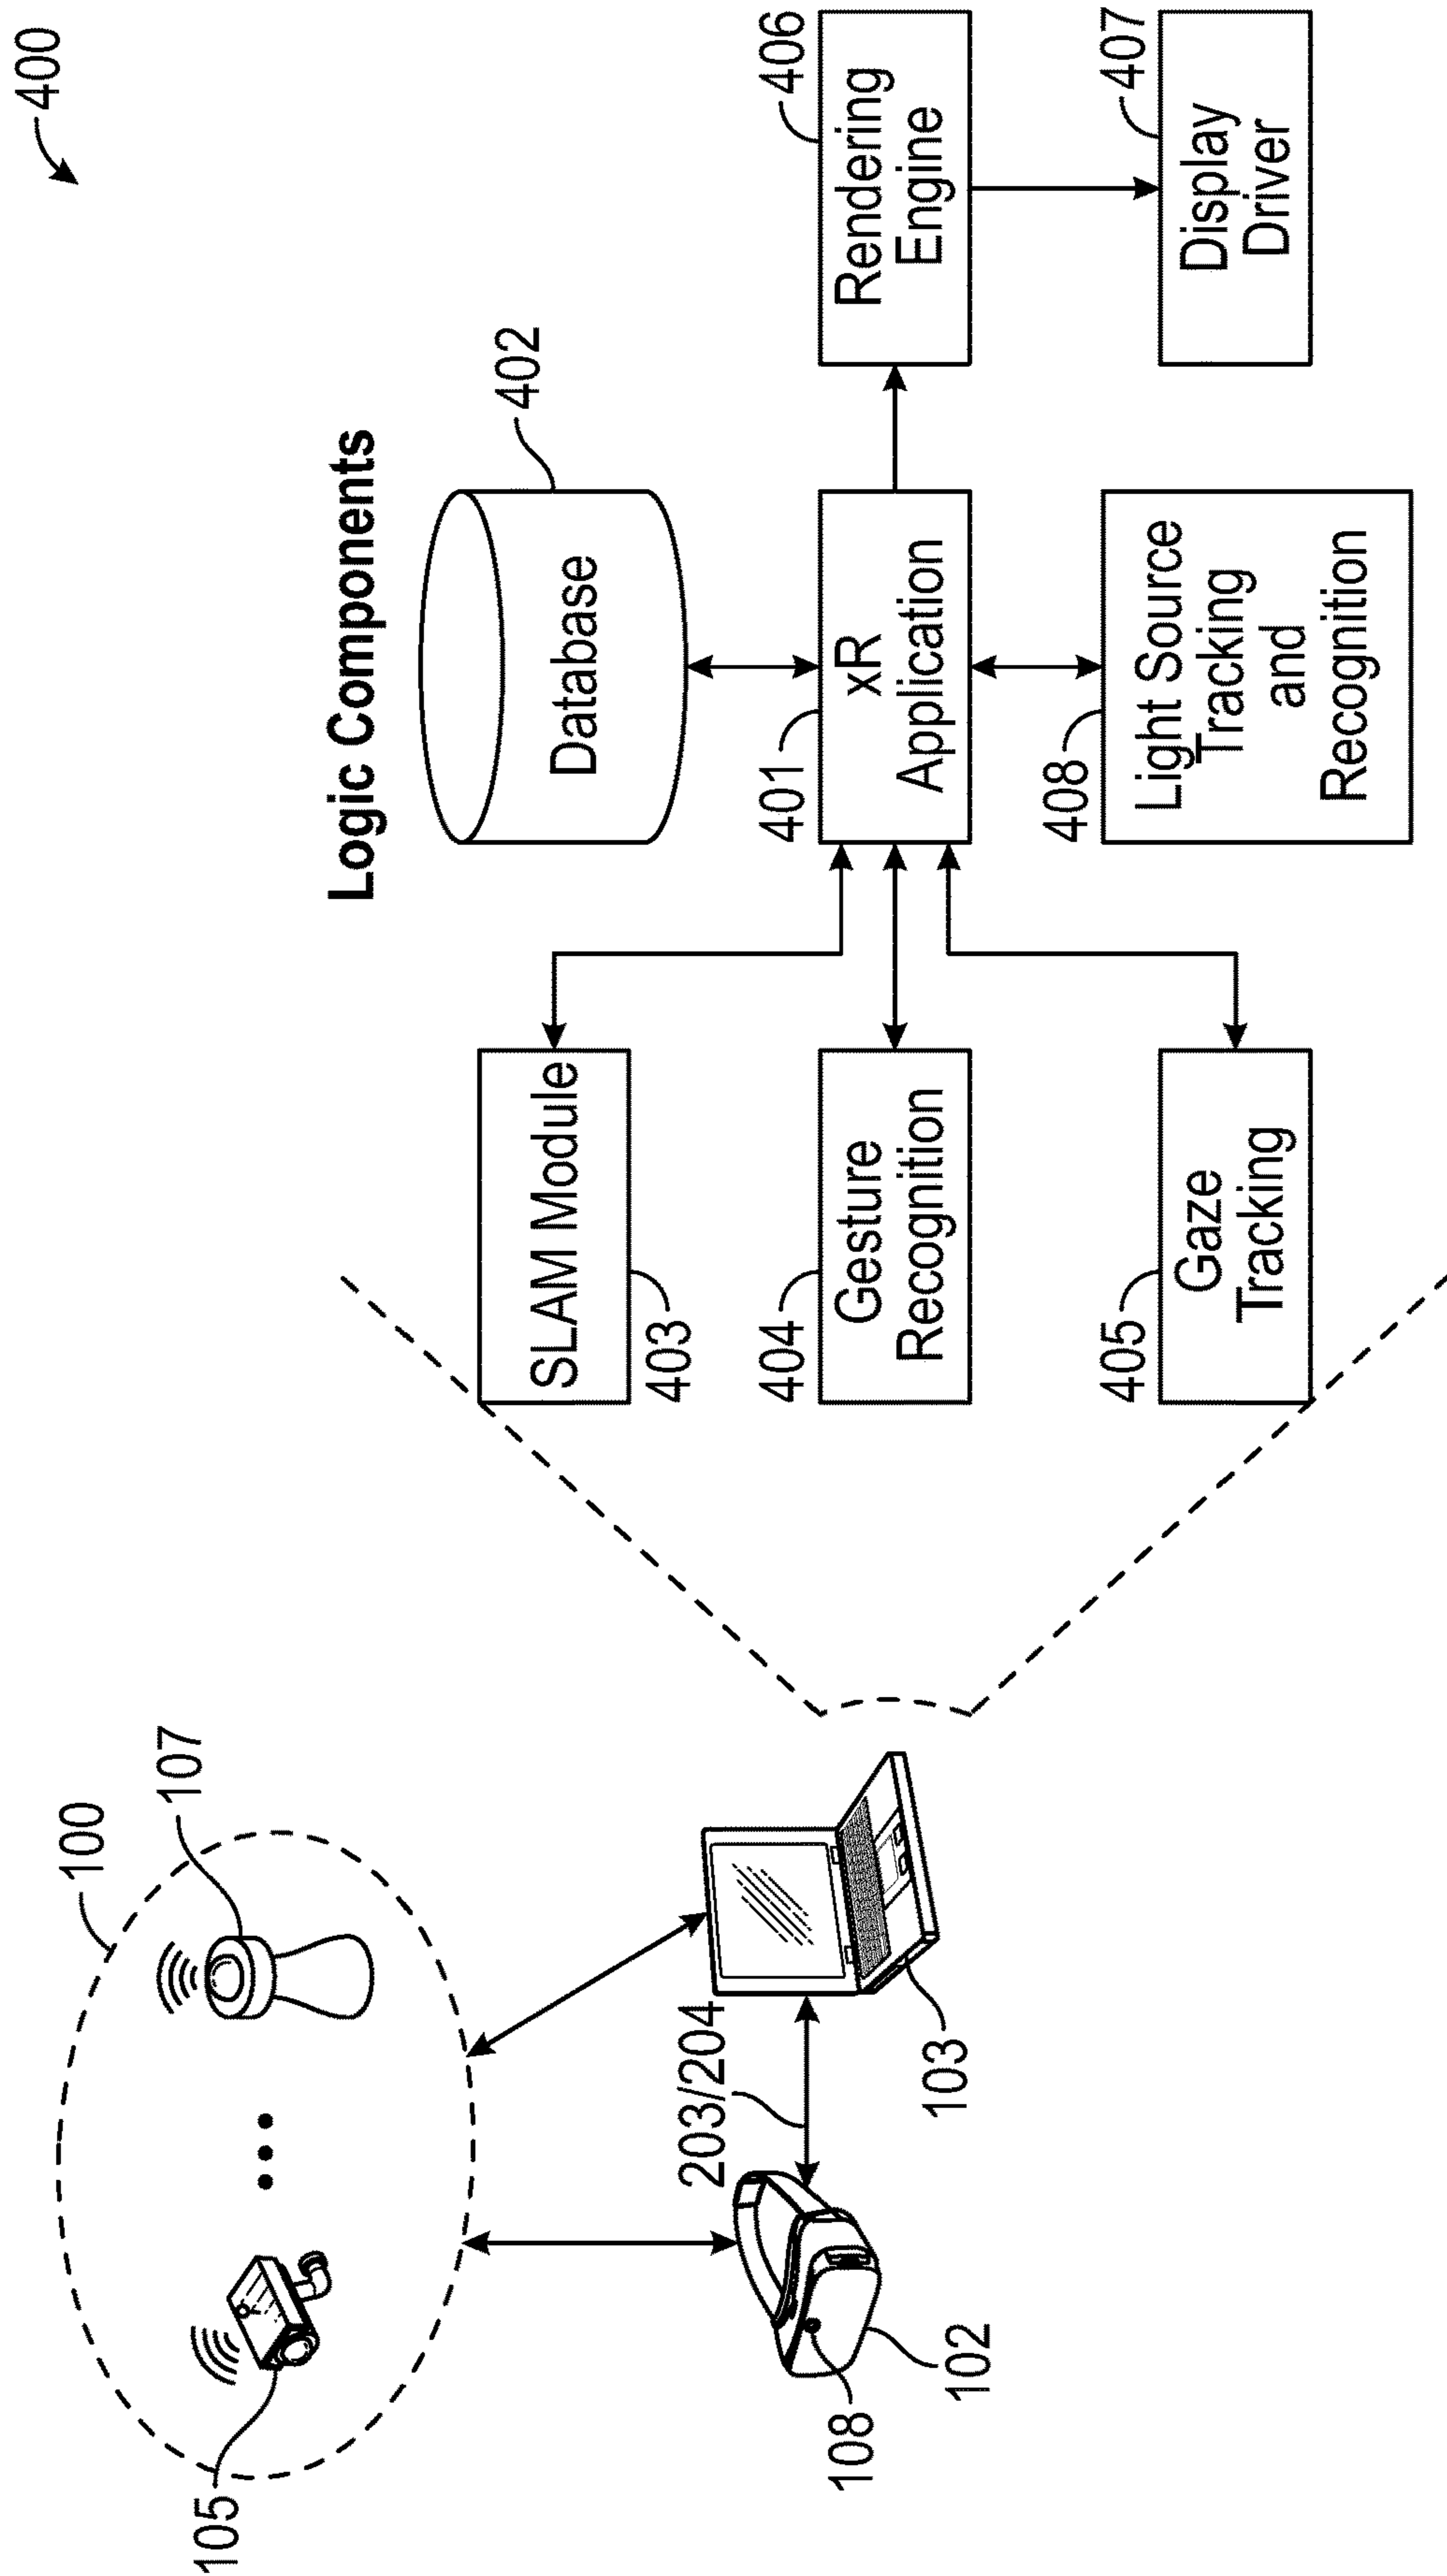 400
Logic Components
100
107
105
203/204
103
108
102
Database
402
SLAM Module
403
401
xR
Application
406
Rendering
Engine
404
Gesture
Recognition
408
Light Source
Tracking
and
Recognition
407
Display
Driver
405
Gaze
Tracking